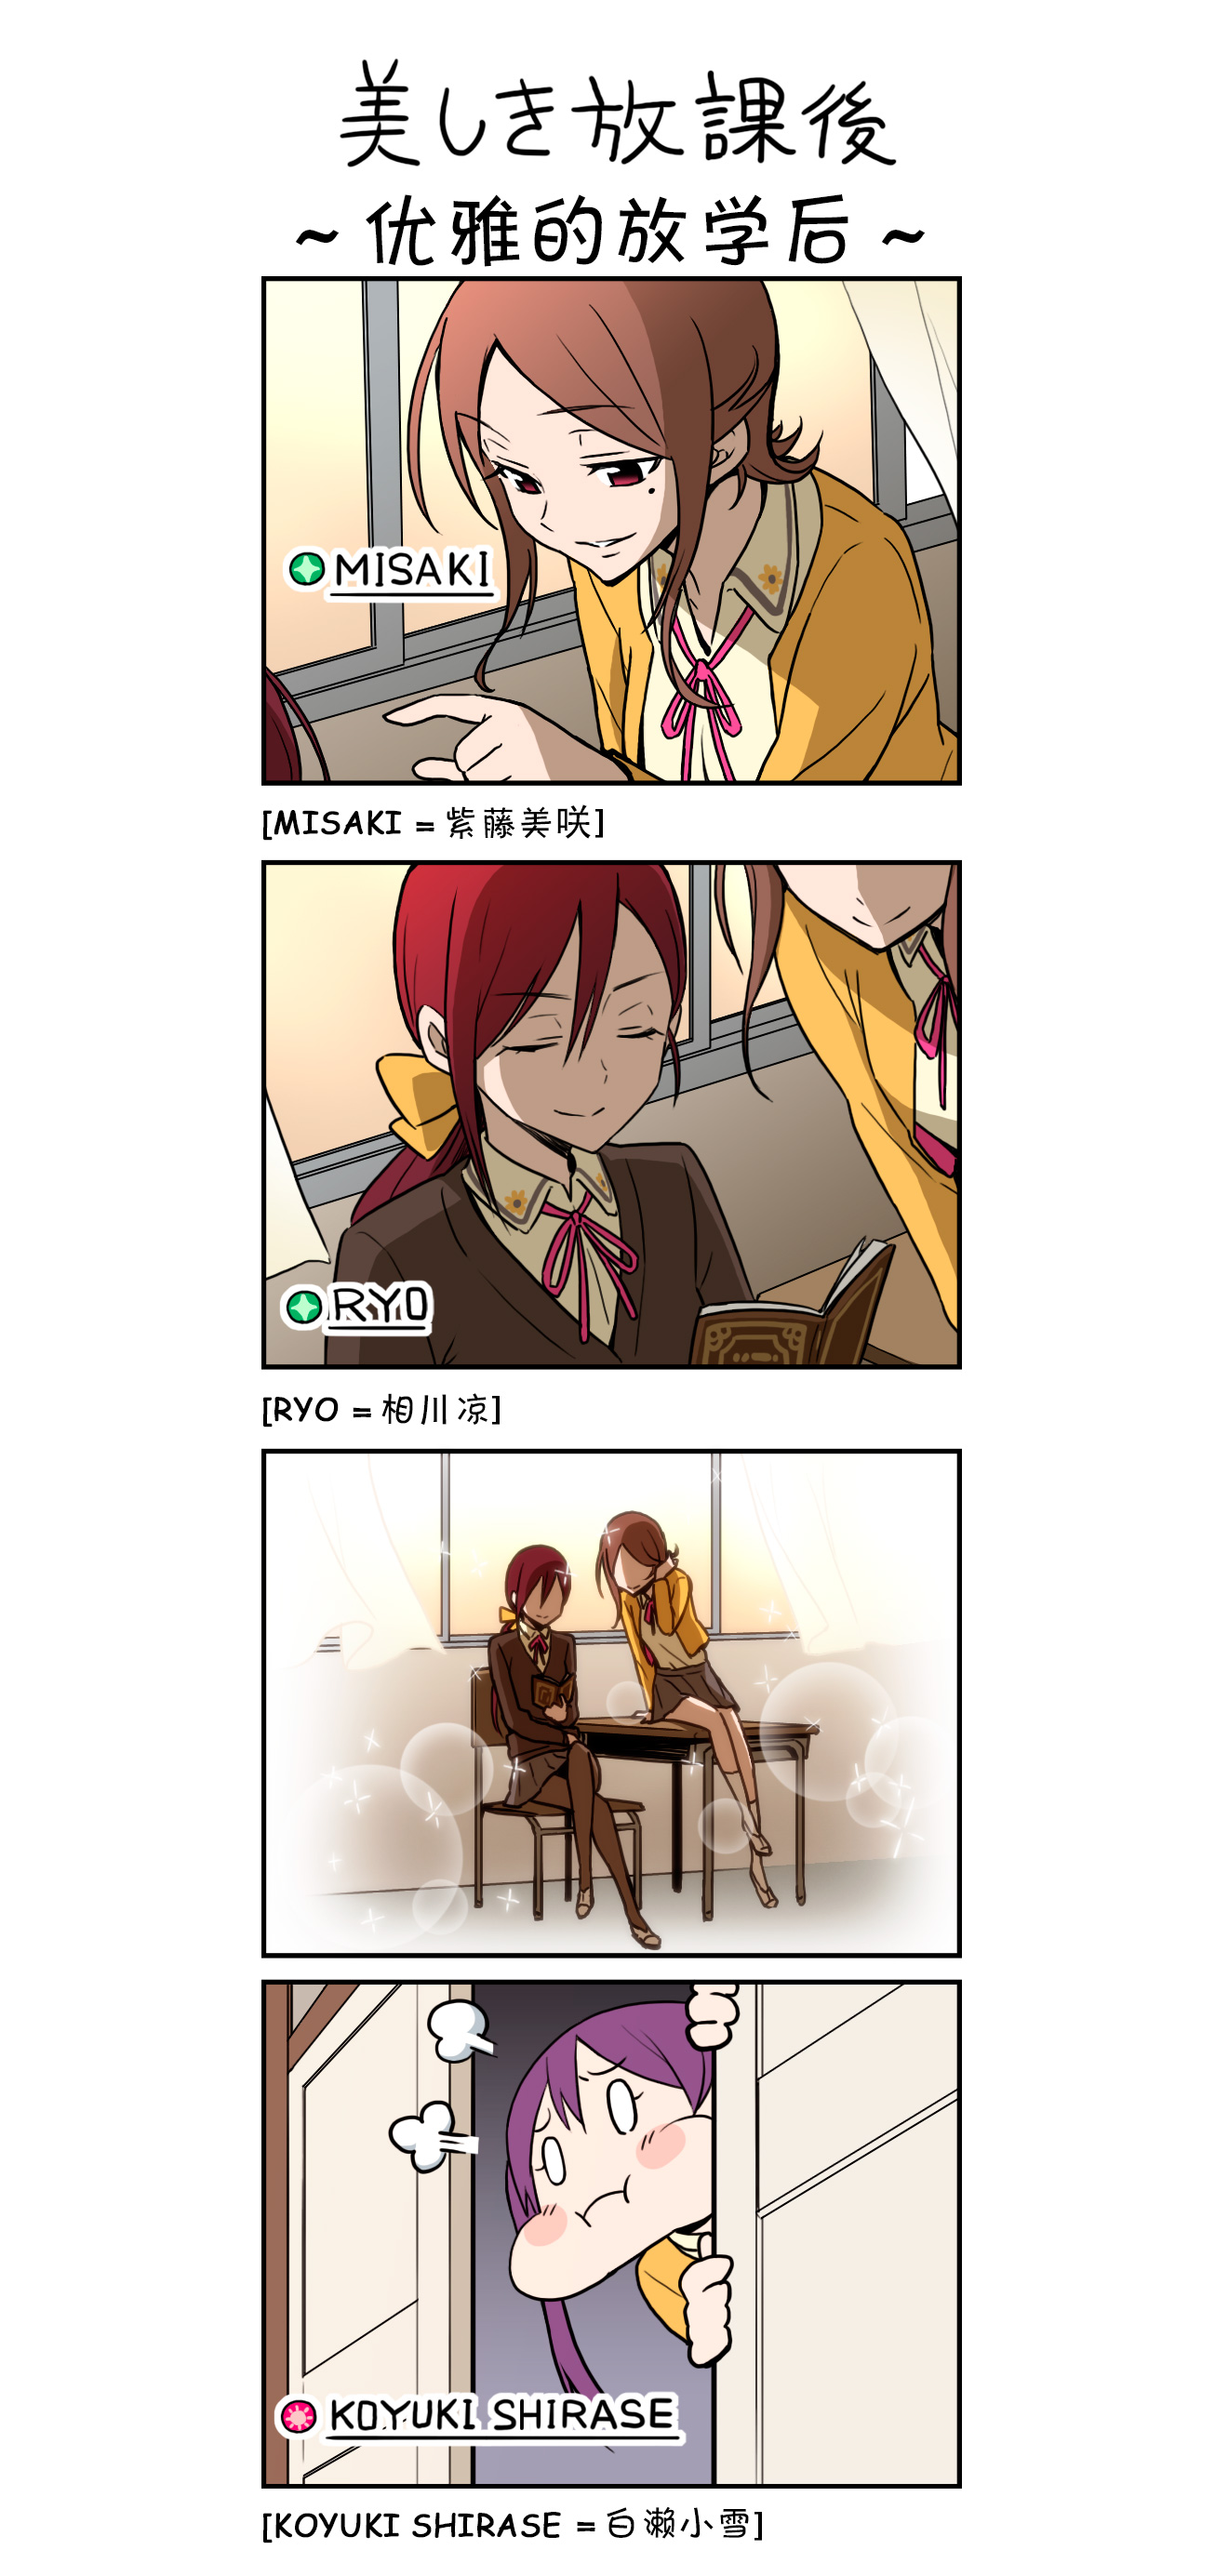 美しき放課後
~优雅的放学后~
MISAKI
[MISAKI = 紫藤美咲]
RYO
[RYO = 相川凉]
KOYUKI SHIRASE
[KOYUKI SHIRASE = 白濑小雪]